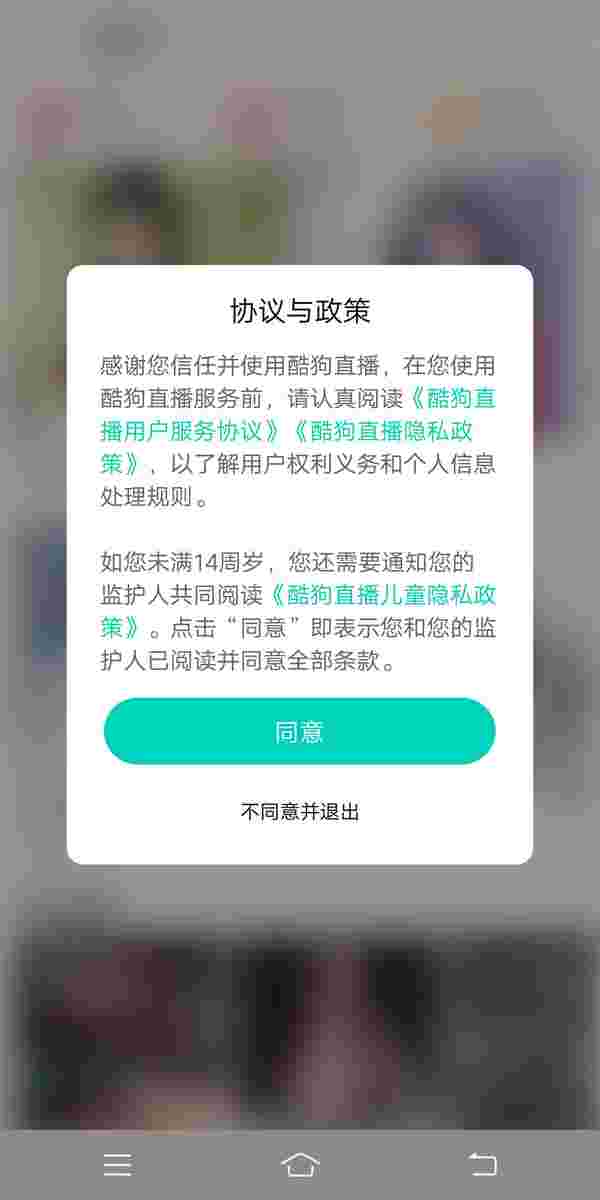 协议与政策
感谢您信任并使用酷狗直播，在您使用
酷狗直播服务前，请认真阅读《酷狗直
播用户服务协议》《酷狗直播隐私政
策》，以了解用户权利义务和个人信息
处理规则。
如您未满14周岁，您还需要通知您的
监护人共同阅读《酷狗直播儿童隐私政
策》。点击“同意”即表示您和您的监
护人已阅读并同意全部条款。
同意
不同意并退出